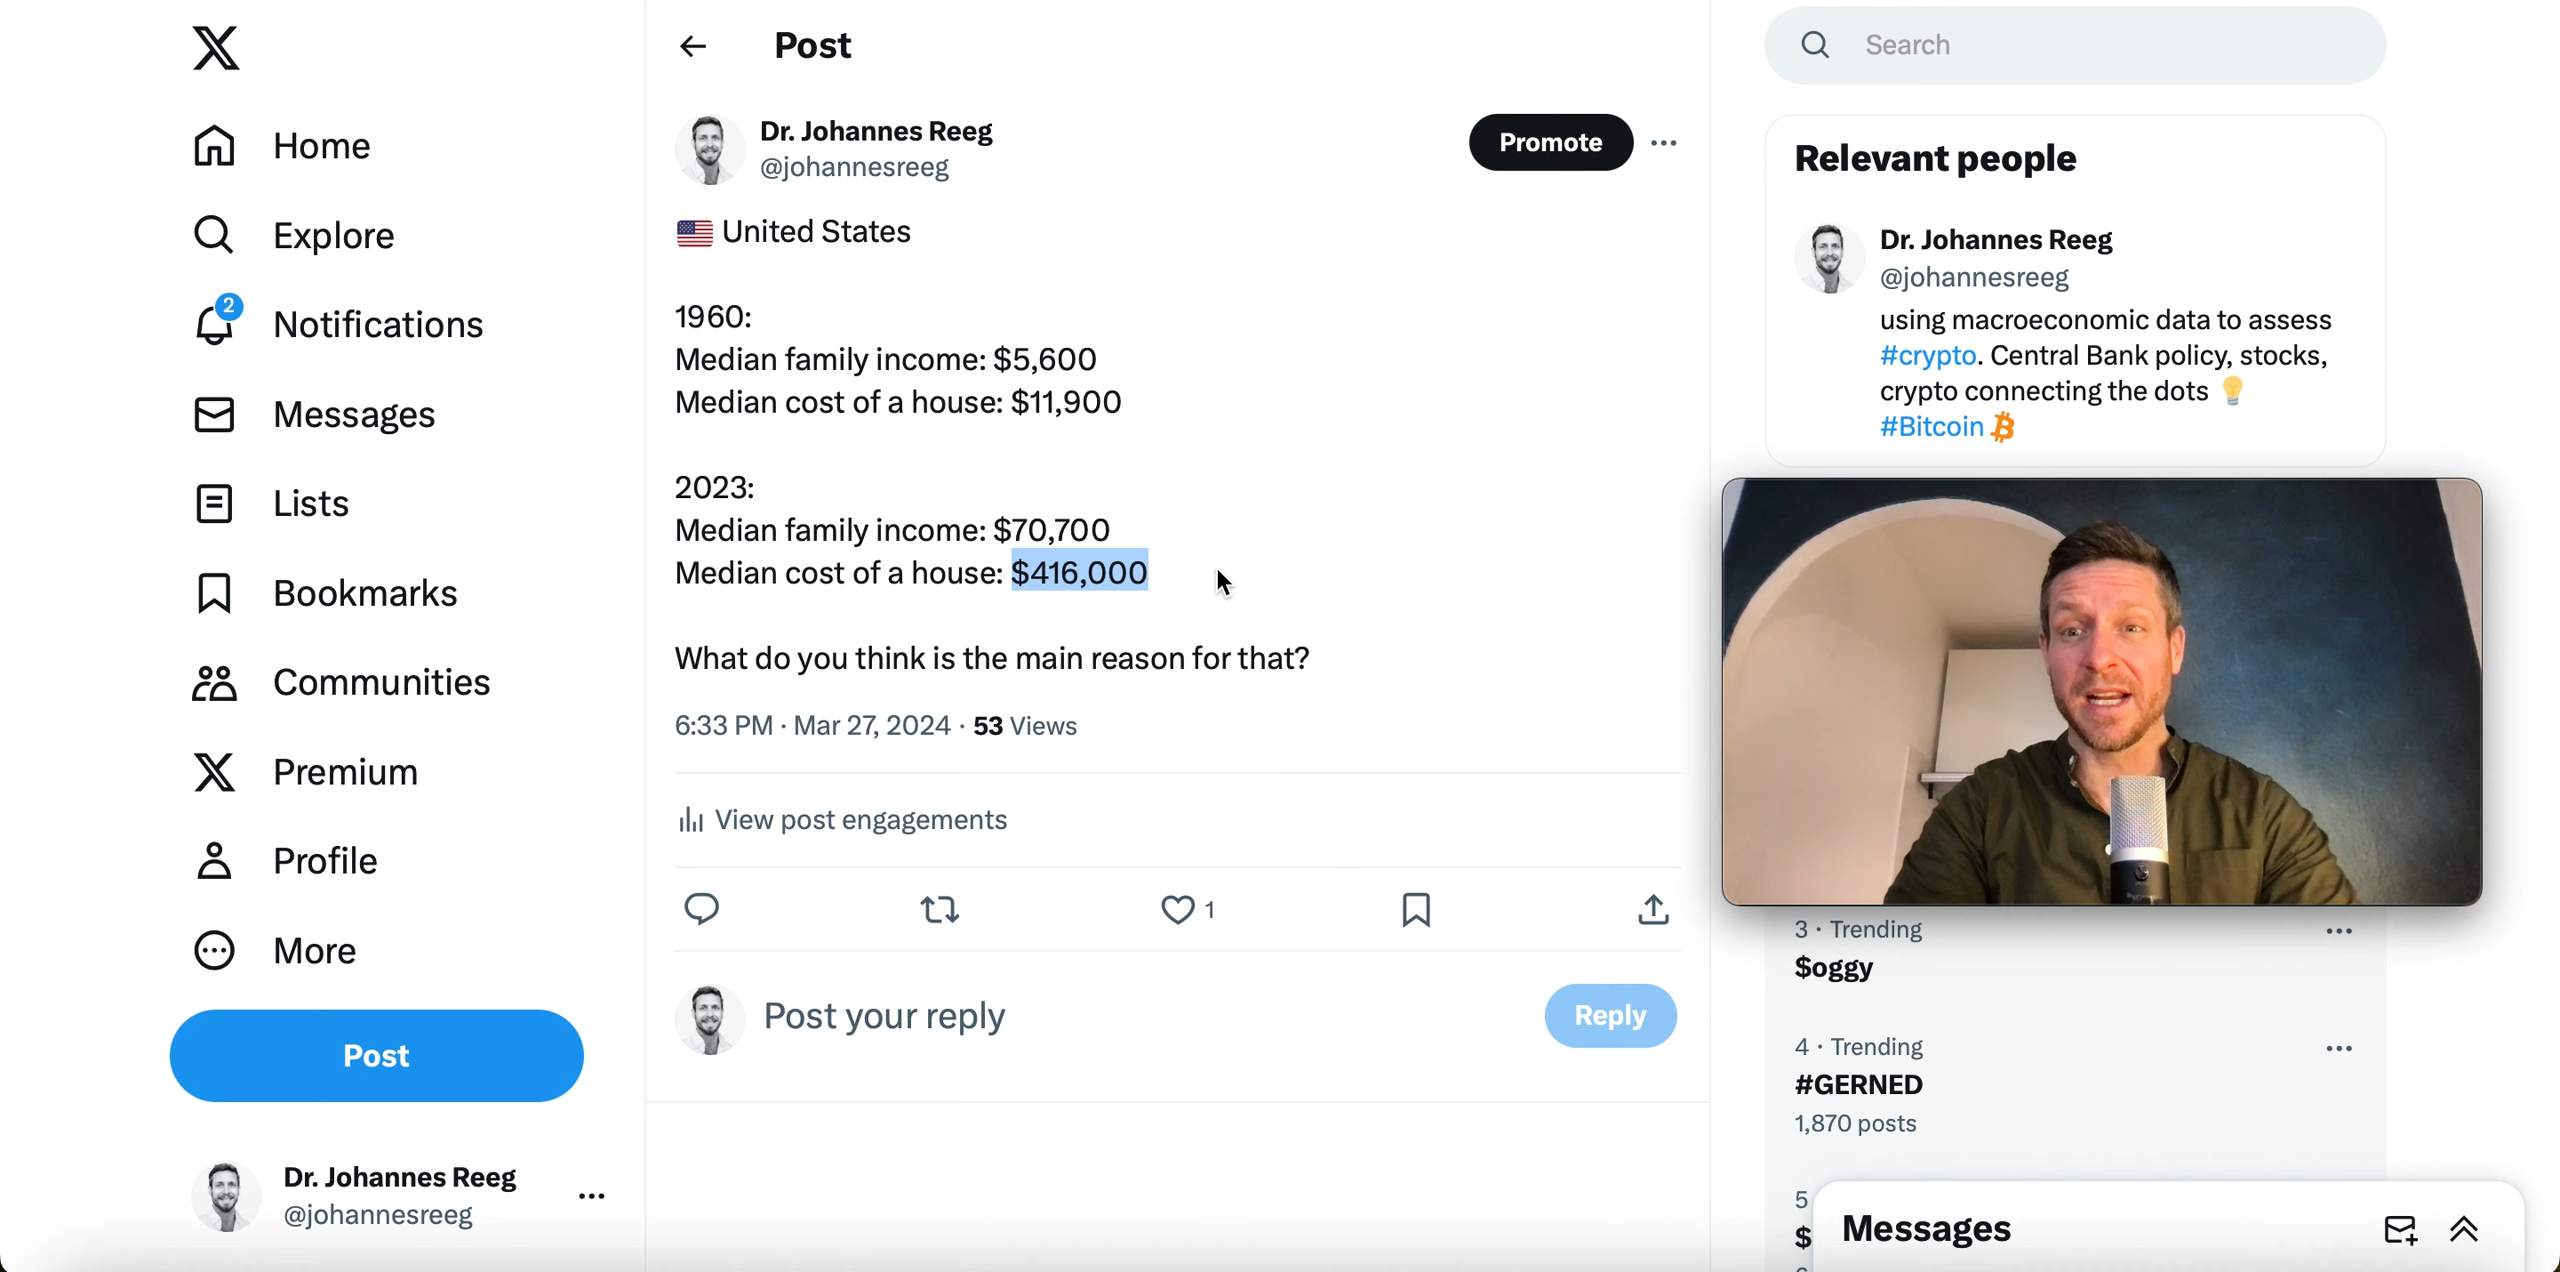 Home
Explore
2
Notifications
Messages
Lists
Bookmarks
Communities
Premium
Profile
More
Post
Dr. Johannes Reeg
@johannesreeg
Post
Dr. Johannes Reeg
@johannesreeg
Promote
🇺🇸 United States
1960:
Median family income: $5,600
Median cost of a house: $11,900
2023:
Median family income: $70,700
Median cost of a house: $416,000
What do you think is the main reason for that?
6:33 PM · Mar 27, 2024 · 53 Views
View post engagements
1
Post your reply
Reply
Search
Relevant people
Dr. Johannes Reeg
@johannesreeg
using macroeconomic data to assess
#crypto. Central Bank policy, stocks,
crypto connecting the dots 💡
#Bitcoin
3 · Trending
$oggy
4 · Trending
#GERNED
1,870 posts
5
$
Messages